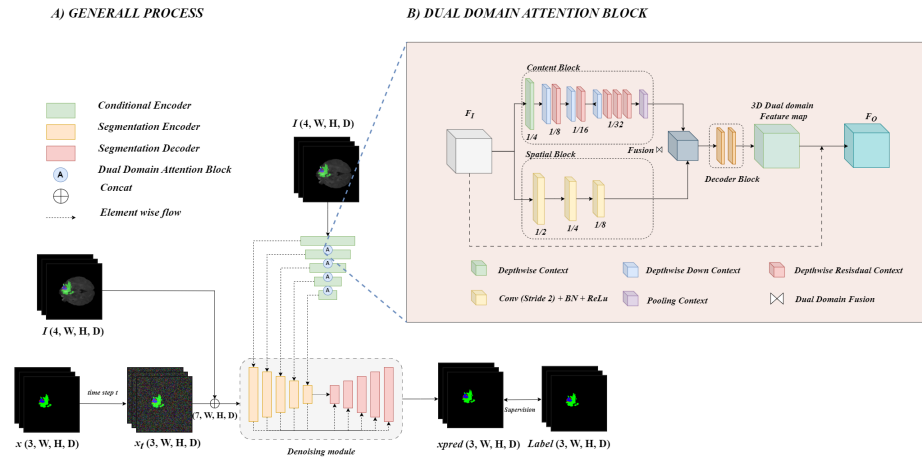 A) GENERALL PROCESS
B) DUAL DOMAIN ATTENTION BLOCK
Conditional Encoder
Segmentation Encoder
Segmentation Decoder
A
Dual Domain Attention Block
Concat
Element wise flow
I (4, W, H, D)
A
A
A
A
I (4, W, H, D)
x (3, W, H, D)
time step t
xt (3, W, H, D)
(7, W, H, D)
Denoising module
xpred (3, W, H, D)
Supervision
Label (3, W, H, D)
Content Block
FI
1/4
1/8
1/16
1/32
Spatial Block
1/2
1/4
1/8
Fusion ⋈
Decoder Block
3D Dual domain
Feature map
FO
Depthwise Context
Depthwise Down Context
Depthwise Resisdual Context
Conv (Stride 2) + BN + ReLu
Pooling Context
Dual Domain Fusion